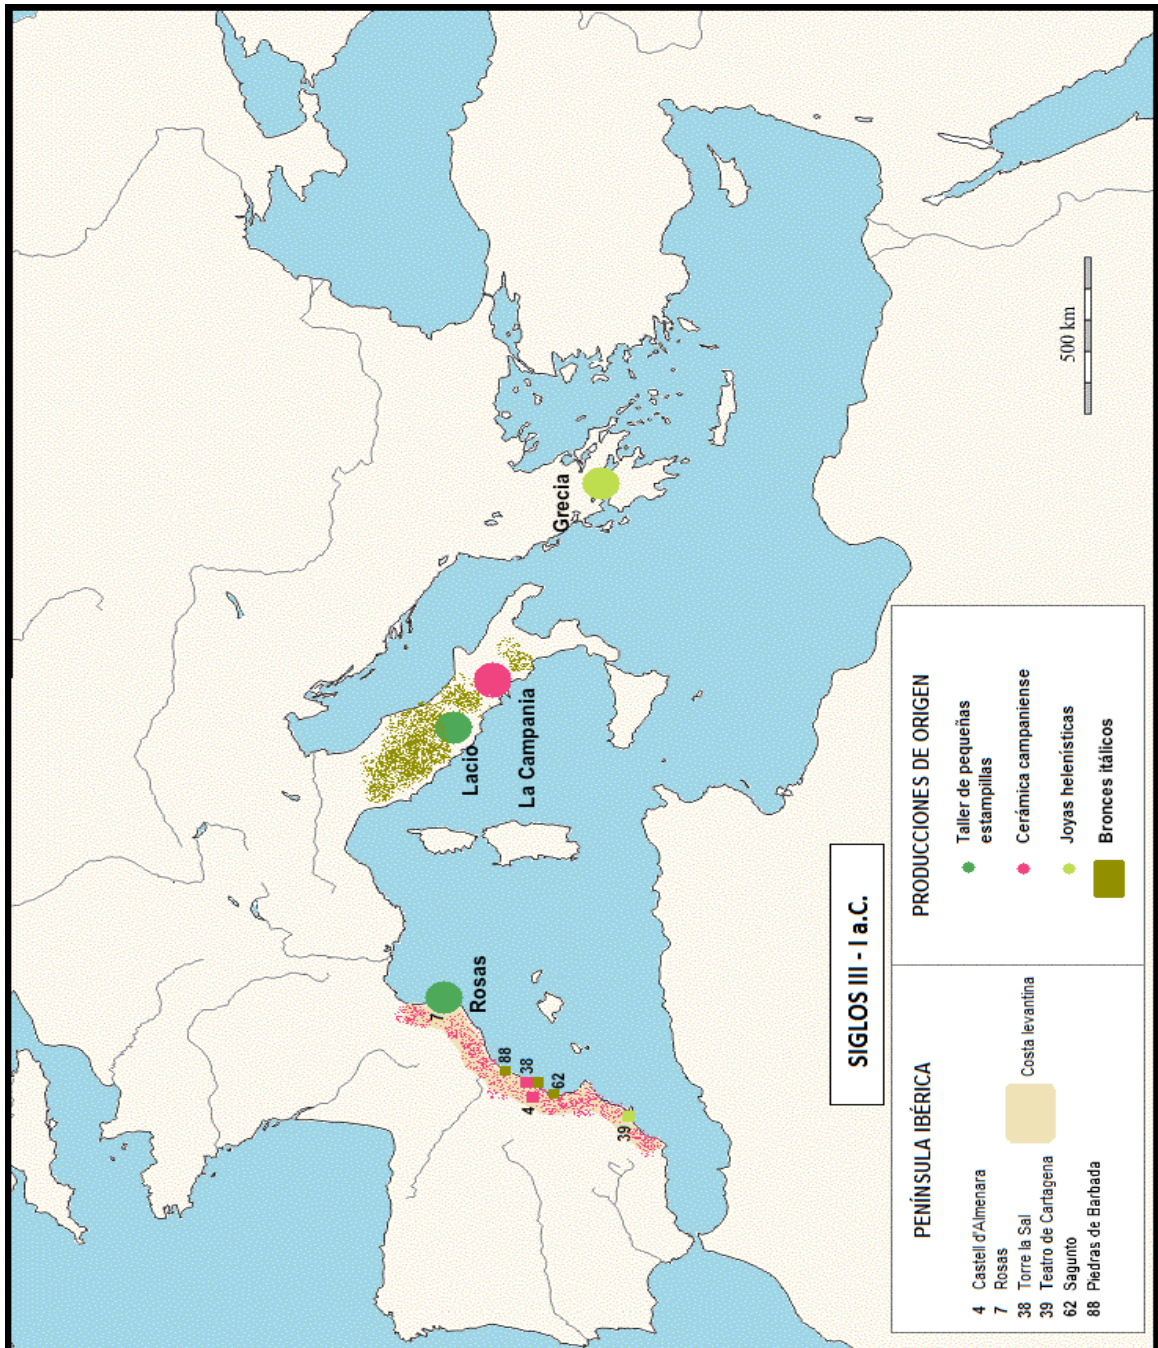 Grecia
Lacio
La Campania
Rosas
7
88
38
4
62
39
500 km
SIGLOS III - I a.C.
PENÍNSULA IBÉRICA
4 Castell d'Almenara
7 Rosas
38 Torre la Sal
39 Teatro de Cartagena
62 Sagunto
88 Piedras de Barbada
Costa levantina
PRODUCCIONES DE ORIGEN
Taller de pequeñas
estampillas
Cerámica campaniense
Joyas helenísticas
Bronces itálicos